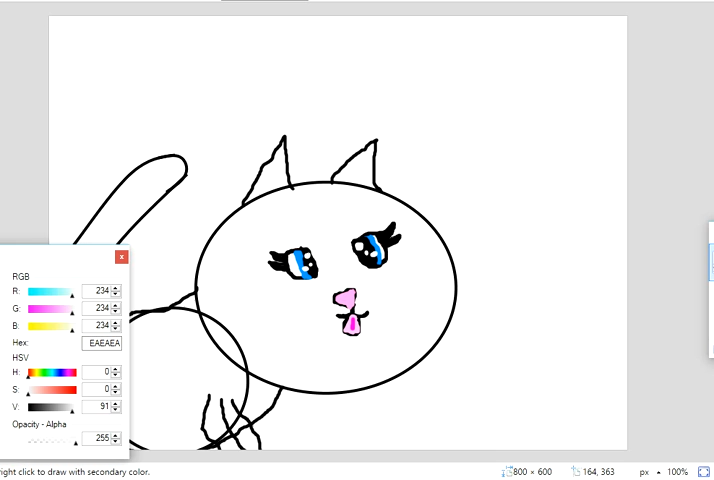 x
RGB
R: 234
G: 234
B: 234
Hex: EAEAEA
HSV
H: 0
S: 0
V: 91
Opacity - Alpha
255
right click to draw with secondary color. 800 × 600 164, 363 px 100%